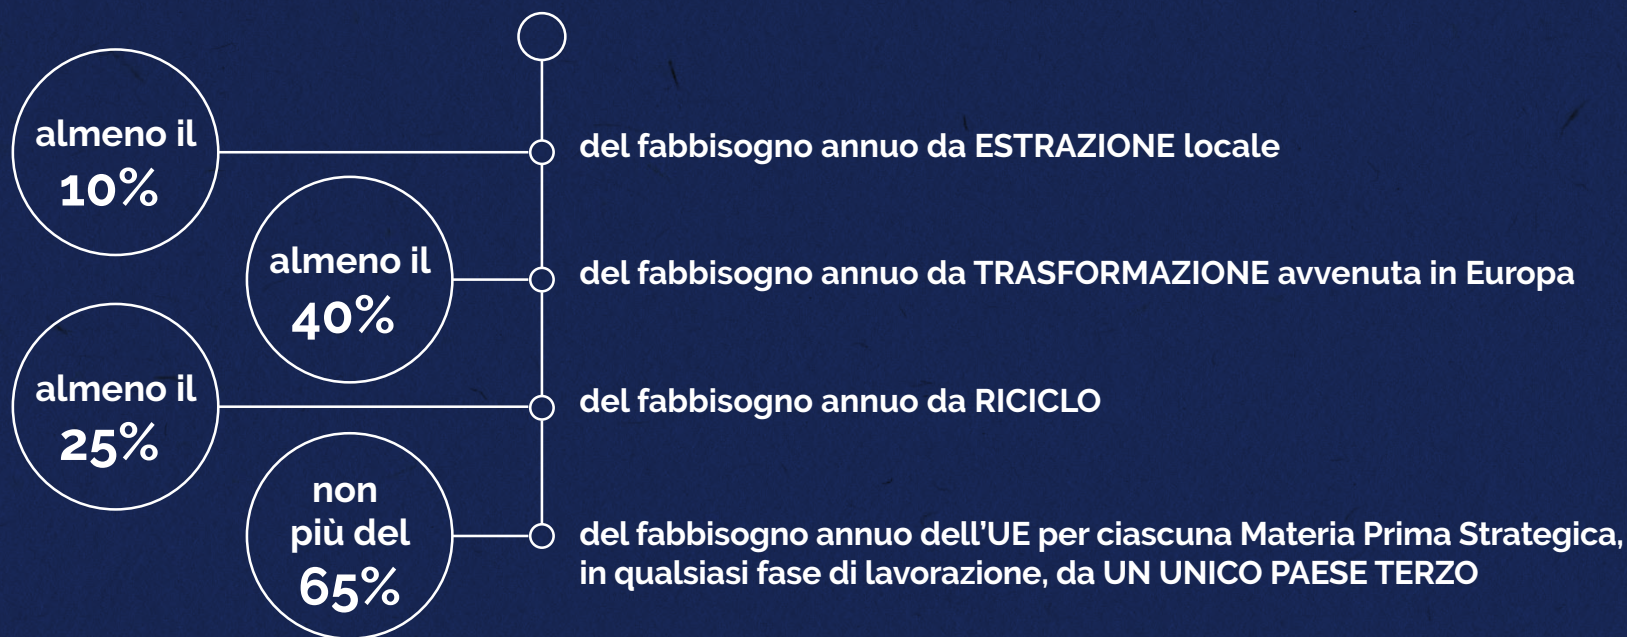 almeno il
10%
del fabbisogno annuo da ESTRAZIONE locale
almeno il
40%
del fabbisogno annuo da TRASFORMAZIONE avvenuta in Europa
almeno il
25%
del fabbisogno annuo da RICICLO
non
più del
65%
del fabbisogno annuo dell’UE per ciascuna Materia Prima Strategica,
in qualsiasi fase di lavorazione, da UN UNICO PAESE TERZO